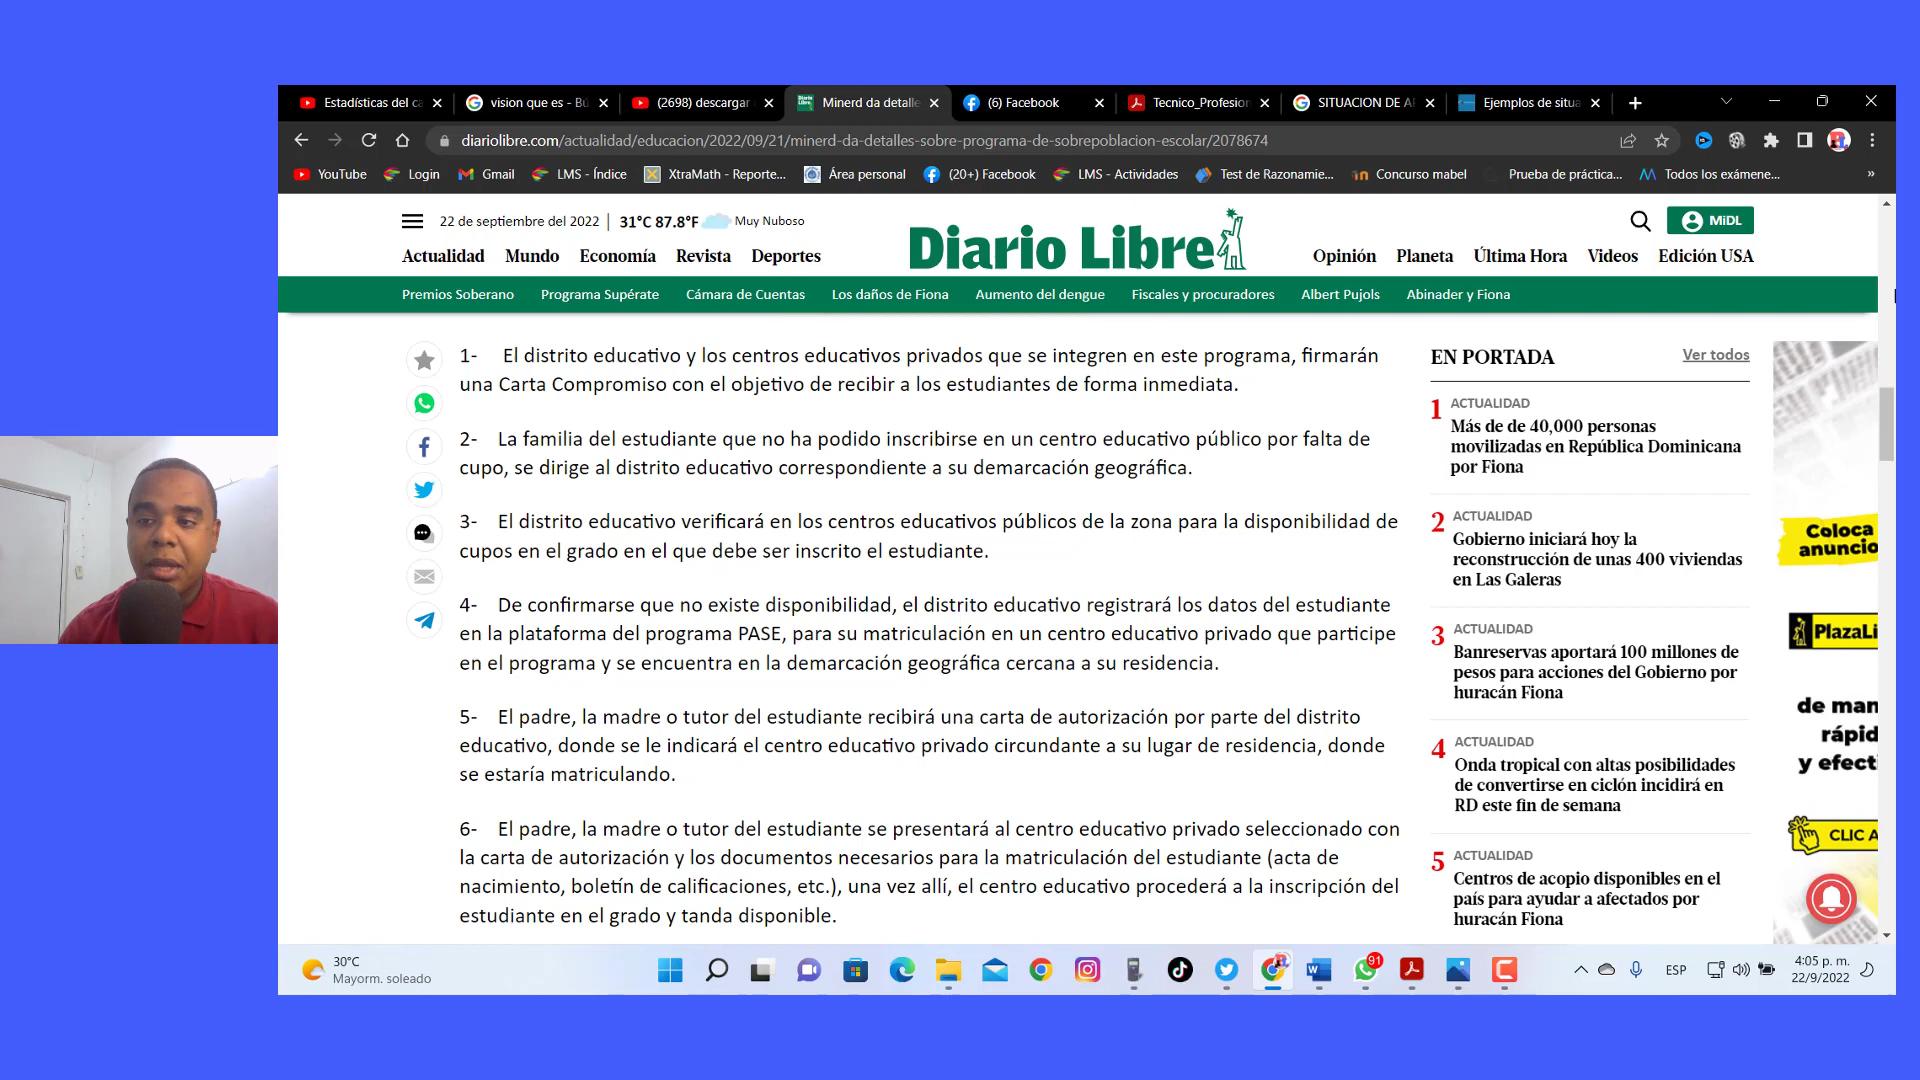 Estadísticas del ca
vision que es - Bú
(2698) descargar
Minerd da detalle
(6) Facebook
Tecnico_Profesion
SITUACION DE AP
Ejemplos de situa
diariolibre.com/actualidad/educacion/2022/09/21/minerd-da-detalles-sobre-programa-de-sobrepoblacion-escolar/2078674
YouTube
Login
Gmail
LMS - Índice
XtraMath - Reporte...
Área personal
(20+) Facebook
LMS - Actividades
Test de Razonamie...
Concurso mabel
Prueba de práctica...
Todos los exámene...
»
22 de septiembre del 2022 | 31°C 87.8°F Muy Nuboso
MiDL
Diario Libre
Actualidad Mundo Economía Revista Deportes
Opinión Planeta Última Hora Videos Edición USA
Premios Soberano Programa Supérate Cámara de Cuentas Los daños de Fiona Aumento del dengue Fiscales y procuradores Albert Pujols Abinader y Fiona
1- El distrito educativo y los centros educativos privados que se integren en este programa, firmarán
una Carta Compromiso con el objetivo de recibir a los estudiantes de forma inmediata.
2- La familia del estudiante que no ha podido inscribirse en un centro educativo público por falta de
cupo, se dirige al distrito educativo correspondiente a su demarcación geográfica.
3- El distrito educativo verificará en los centros educativos públicos de la zona para la disponibilidad de
cupos en el grado en el que debe ser inscrito el estudiante.
4- De confirmarse que no existe disponibilidad, el distrito educativo registrará los datos del estudiante
en la plataforma del programa PASE, para su matriculación en un centro educativo privado que participe
en el programa y se encuentra en la demarcación geográfica cercana a su residencia.
5- El padre, la madre o tutor del estudiante recibirá una carta de autorización por parte del distrito
educativo, donde se le indicará el centro educativo privado circundante a su lugar de residencia, donde
se estaría matriculando.
6- El padre, la madre o tutor del estudiante se presentará al centro educativo privado seleccionado con
la carta de autorización y los documentos necesarios para la matriculación del estudiante (acta de
nacimiento, boletín de calificaciones, etc.), una vez allí, el centro educativo procederá a la inscripción del
estudiante en el grado y tanda disponible.
EN PORTADA
Ver todos
1 ACTUALIDAD
Más de de 40,000 personas
movilizadas en República Dominicana
por Fiona
2 ACTUALIDAD
Gobierno iniciará hoy la
reconstrucción de unas 400 viviendas
en Las Galeras
3 ACTUALIDAD
Banreservas aportará 100 millones de
pesos para acciones del Gobierno por
huracán Fiona
4 ACTUALIDAD
Onda tropical con altas posibilidades
de convertirse en ciclón incidirá en
RD este fin de semana
5 ACTUALIDAD
Centros de acopio disponibles en el
país para ayudar a afectados por
huracán Fiona
Coloca
anuncio
PlazaLi
de man
rápid
y efecti
CLIC A
30°C
Mayorm. soleado
91
ESP
4:05 p. m.
22/9/2022